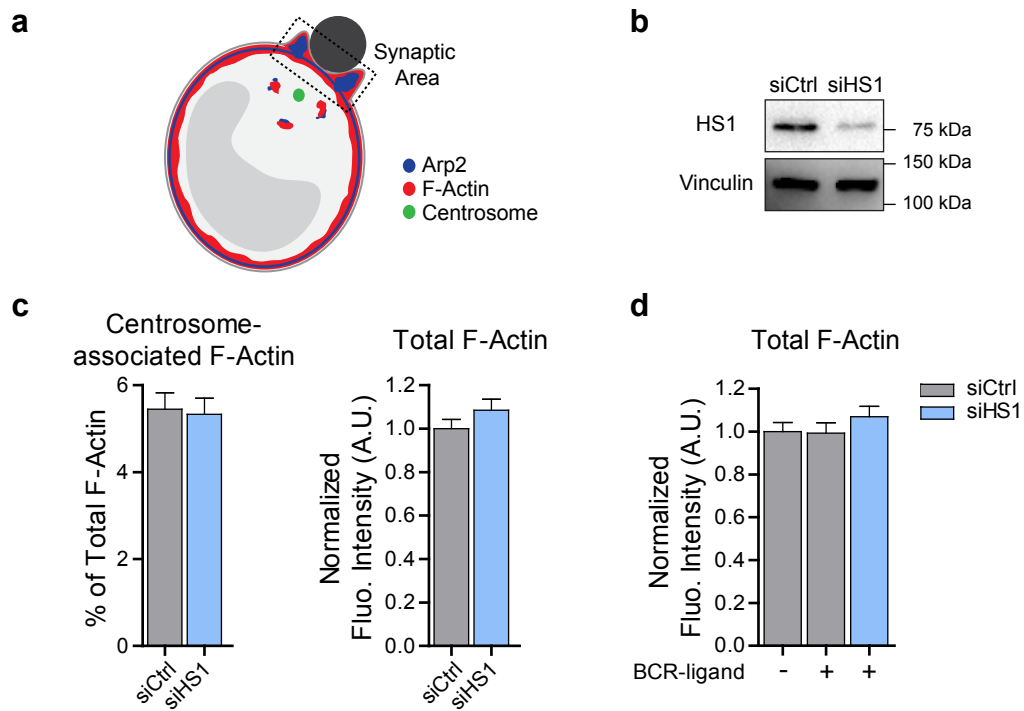 a
Synaptic
Area
Arp2
F-Actin
Centrosome
b
siCtrl siHS1
HS1
75 kDa
Vinculin
150 kDa
100 kDa
c
Centrosome-
associated F-Actin
% of Total F-Actin
6
4
2
0
siCtrl
siHS1
Total F-Actin
Normalized
Fluo. Intensity (A.U.)
1.2
1.0
0.8
0.6
0.4
0.2
0.0
siCtrl
siHS1
d
Total F-Actin
Normalized
Fluo. Intensity (A.U.)
1.2
1.0
0.8
0.6
0.4
0.2
0.0
BCR-ligand - + +
siCtrl
siHS1